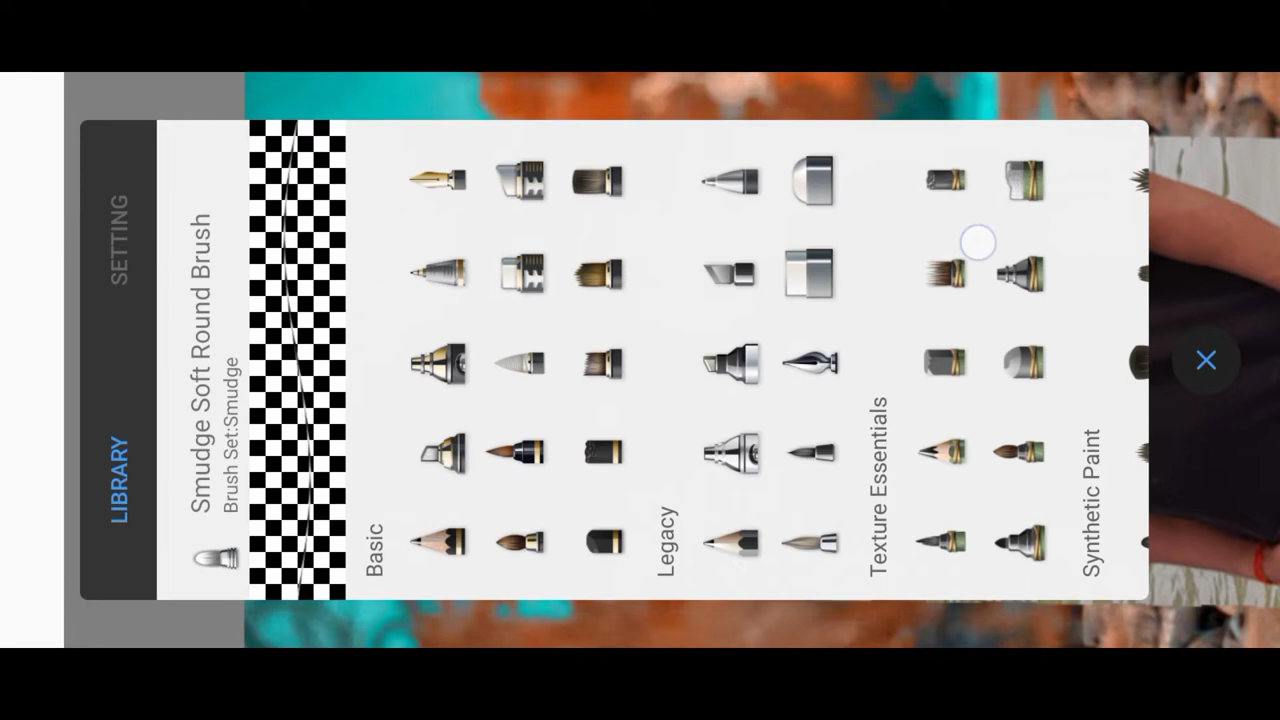 LIBRARY
SETTING
Smudge Soft Round Brush
Brush Set:Smudge
Basic
Legacy
Texture Essentials
Synthetic Paint